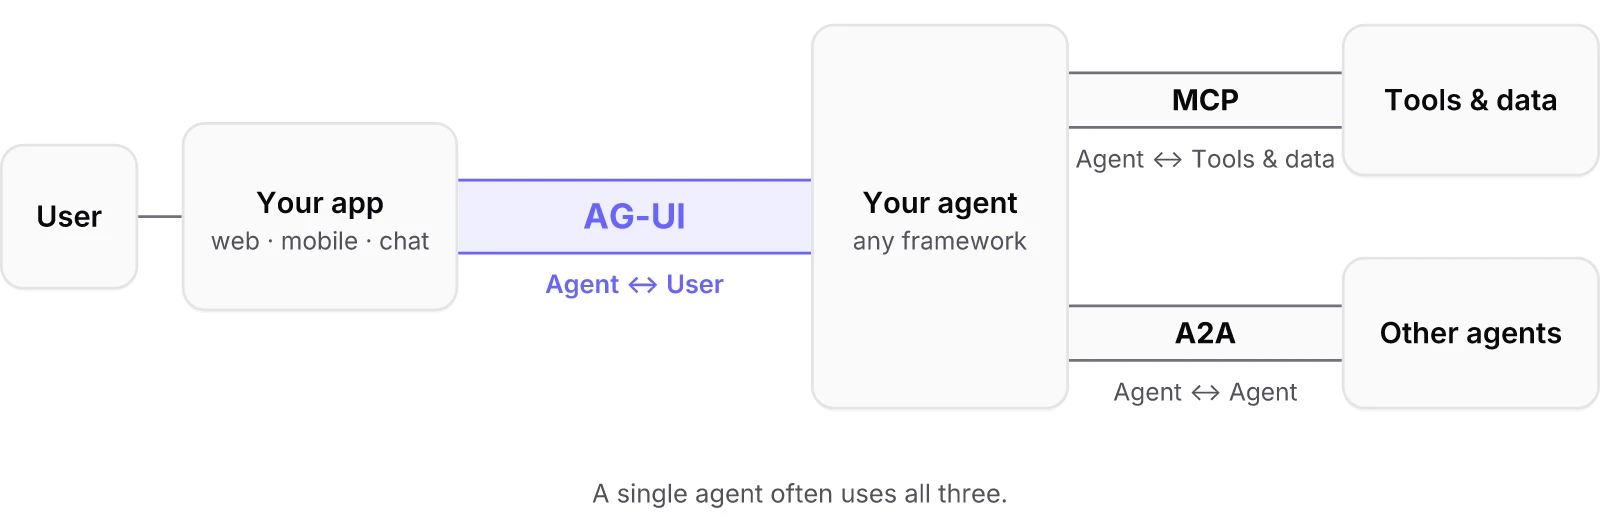 User
Your app
web · mobile · chat
AG-UI
Agent ↔ User
Your agent
any framework
MCP
Agent ↔ Tools & data
Tools & data
A2A
Agent ↔ Agent
Other agents
A single agent often uses all three.